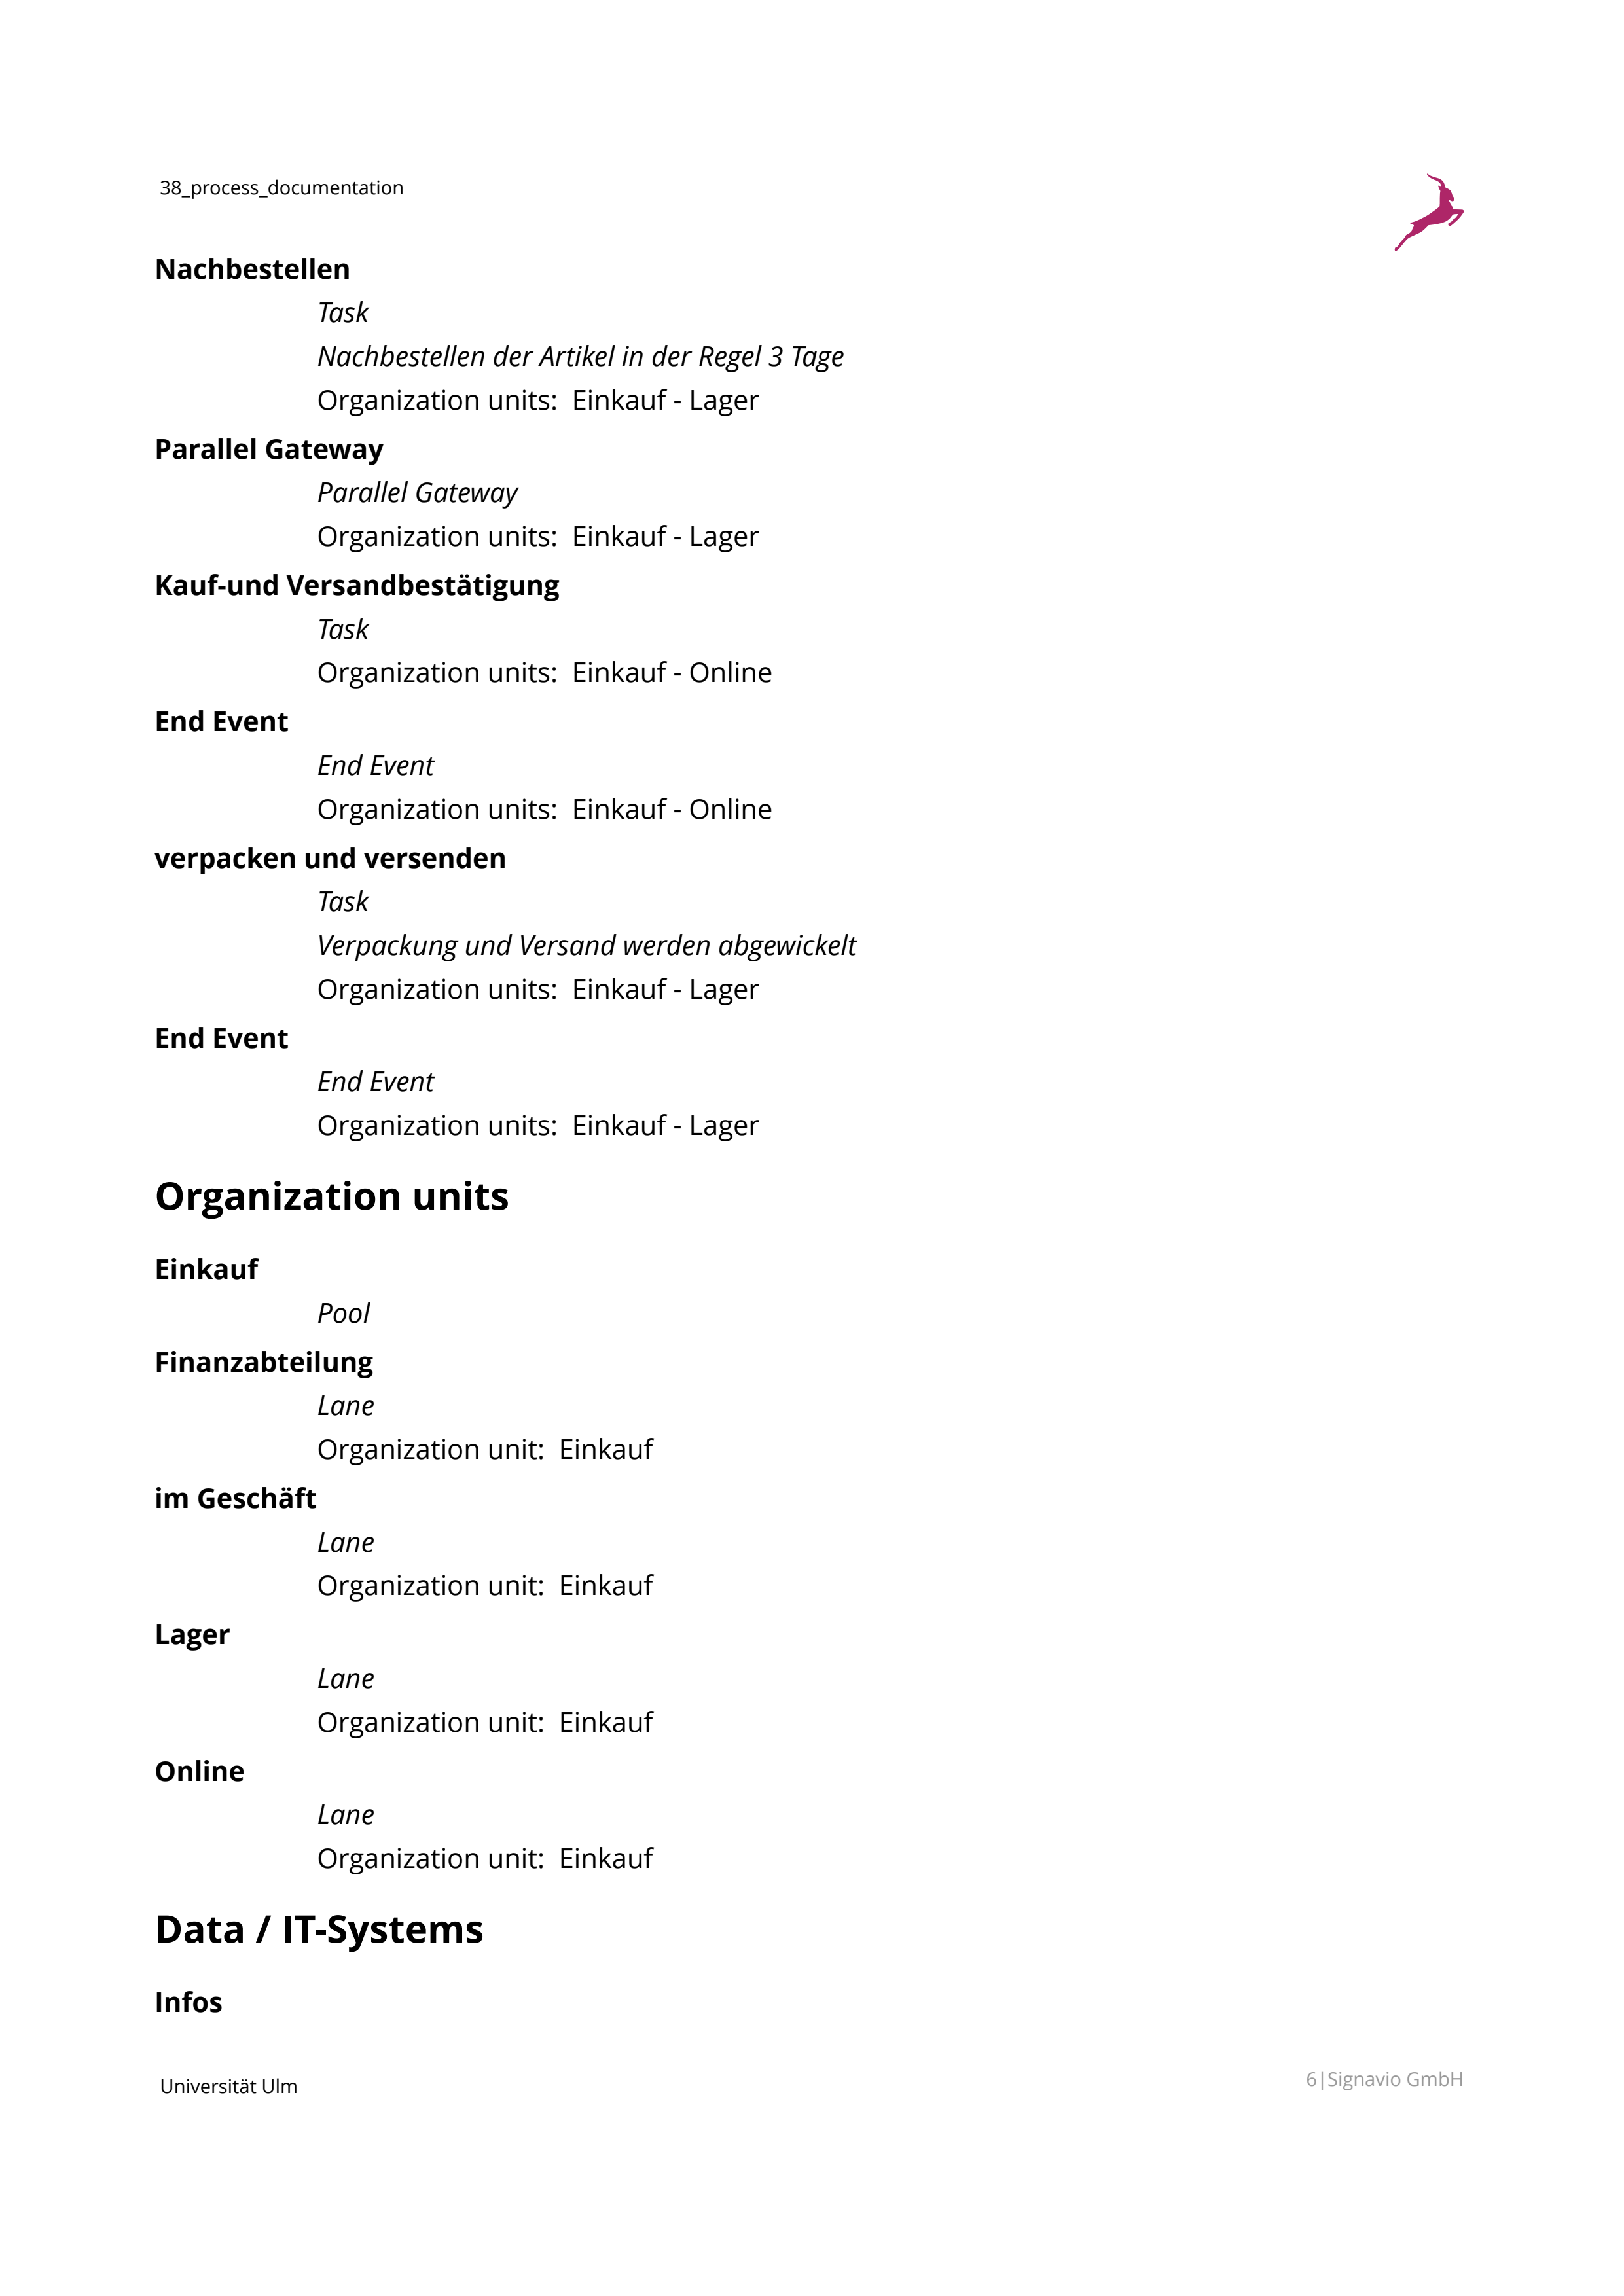 38_process_documentation
Nachbestellen
Task
Nachbestellen der Artikel in der Regel 3 Tage
Organization units: Einkauf - Lager
Parallel Gateway
Parallel Gateway
Organization units: Einkauf - Lager
Kauf-und Versandbestätigung
Task
Organization units: Einkauf - Online
End Event
End Event
Organization units: Einkauf - Online
verpacken und versenden
Task
Verpackung und Versand werden abgewickelt
Organization units: Einkauf - Lager
End Event
End Event
Organization units: Einkauf - Lager
Organization units
Einkauf
Pool
Finanzabteilung
Lane
Organization unit: Einkauf
im Geschäft
Lane
Organization unit: Einkauf
Lager
Lane
Organization unit: Einkauf
Online
Lane
Organization unit: Einkauf
Data / IT-Systems
Infos
Universität Ulm
6|Signavio GmbH